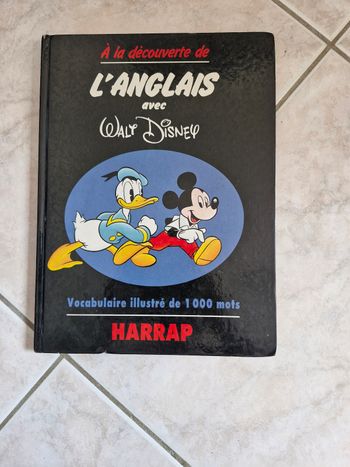 À la découverte de
L'ANGLAIS
avec
WALT DISNEY
Vocabulaire illustré de 1 000 mots
HARRAP